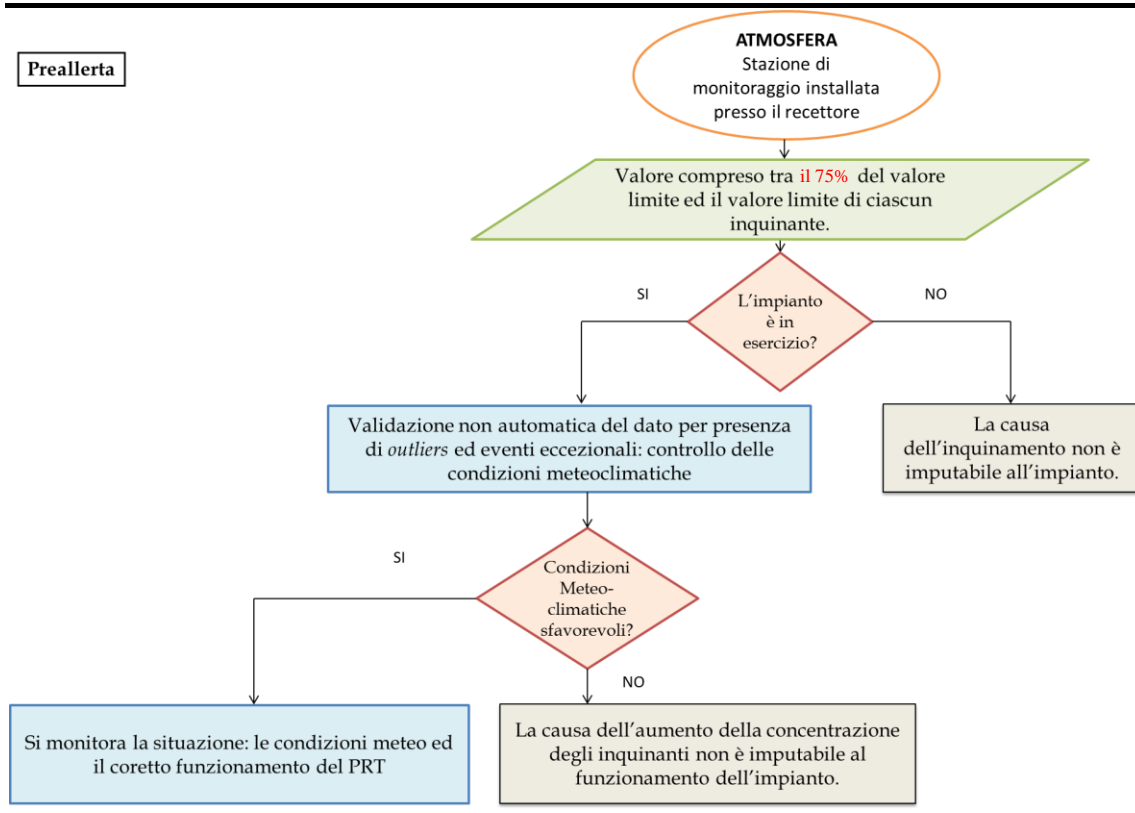 Preallerta
ATMOSFERA
Stazione di
monitoraggio installata
presso il recettore
Valore compreso tra il 75% del valore
limite ed il valore limite di ciascun
inquinante.
SI
NO
L'impianto
è in
esercizio?
Validazione non automatica del dato per presenza
di outliers ed eventi eccezionali: controllo delle
condizioni meteoclimatiche
La causa
dell'inquinamento non è
imputabile all'impianto.
SI
Condizioni
Meteo-
climatiche
sfavorevoli?
NO
Si monitora la situazione: le condizioni meteo ed
il coretto funzionamento del PRT
La causa dell'aumento della concentrazione
degli inquinanti non è imputabile al
funzionamento dell'impianto.